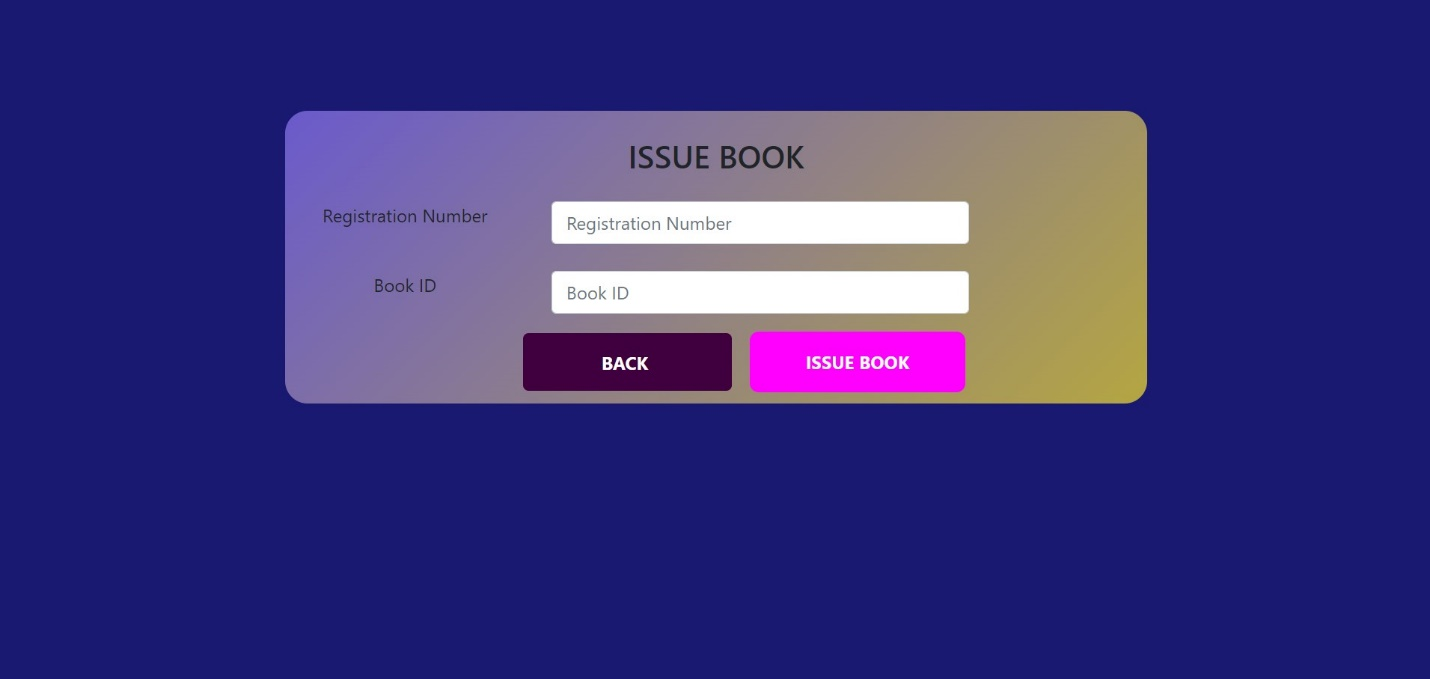 ISSUE BOOK
Registration Number
Registration Number
Book ID
Book ID
BACK
ISSUE BOOK